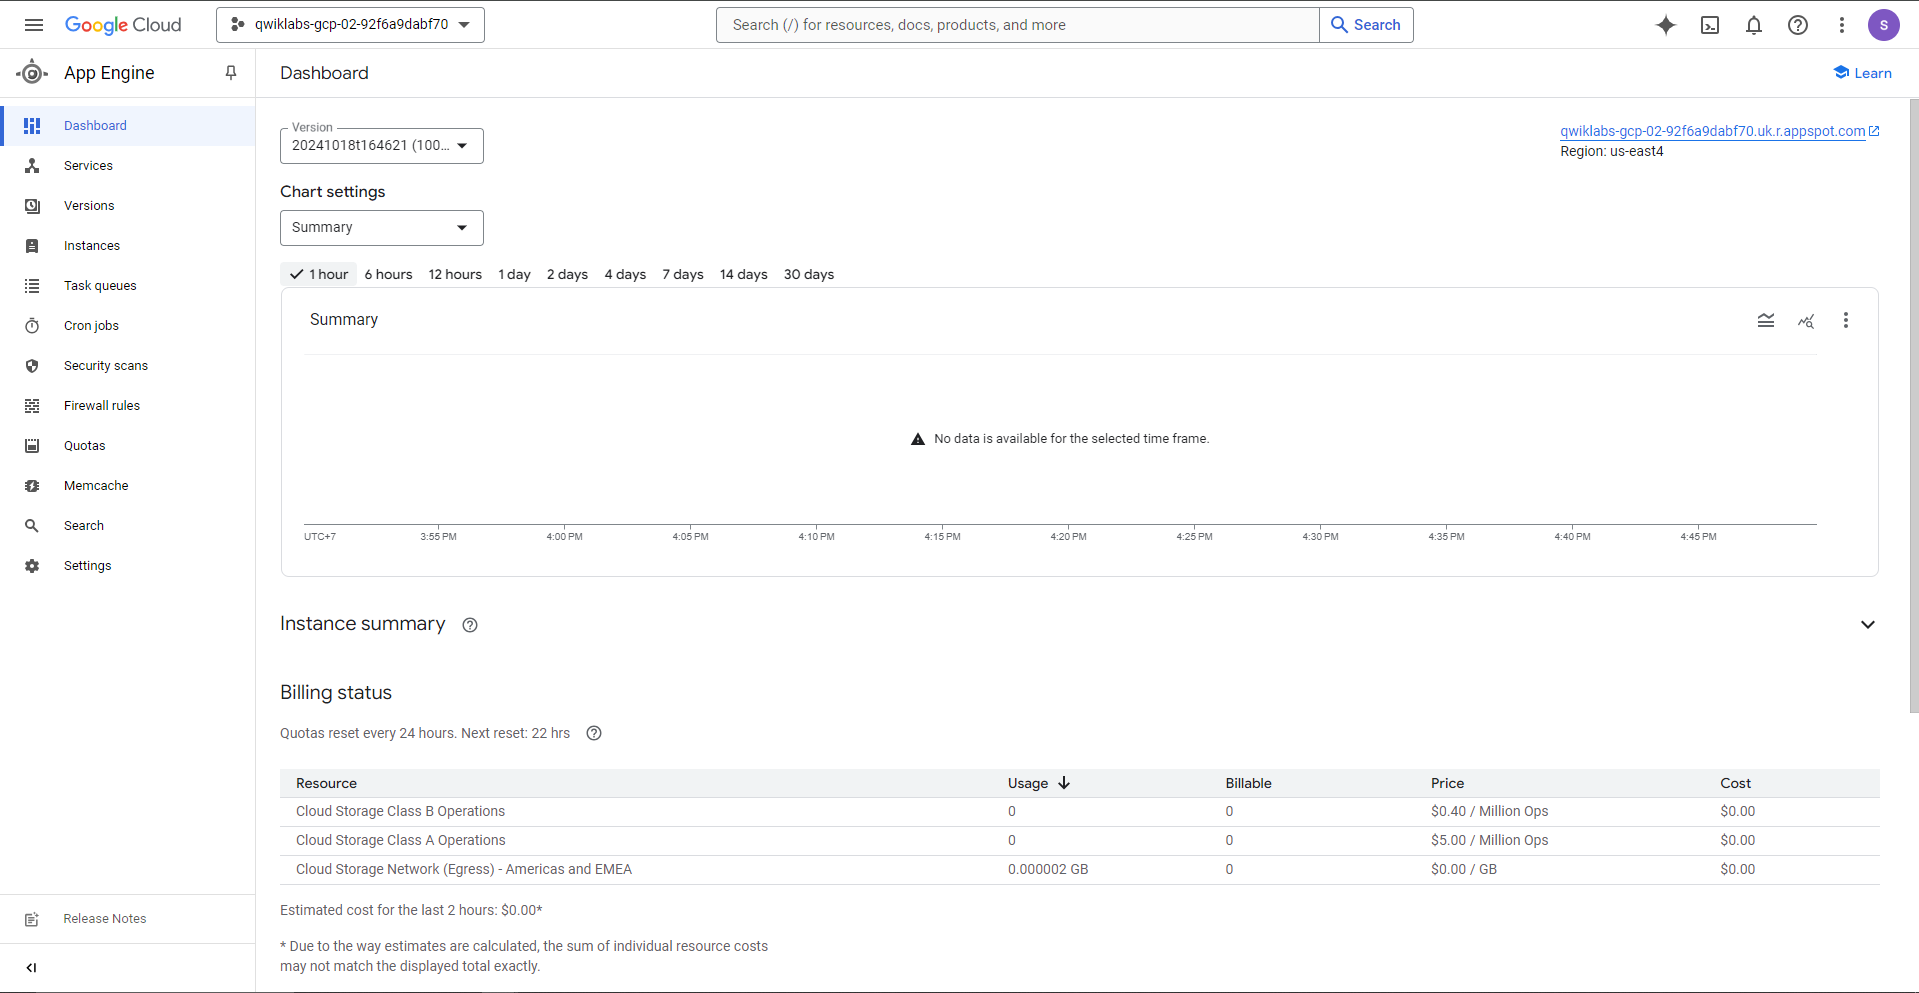 Google Cloud
qwiklabs-gcp-02-92f6a9dabf70
Search (/) for resources, docs, products, and more
Search
S
App Engine
Dashboard
Learn
Dashboard
Services
Versions
Instances
Task queues
Cron jobs
Security scans
Firewall rules
Quotas
Memcache
Search
Settings
Release Notes
Version
20241018t164621 (100...
qwiklabs-gcp-02-92f6a9dabf70.uk.r.appspot.com
Region: us-east4
Chart settings
Summary
1 hour 6 hours 12 hours 1 day 2 days 4 days 7 days 14 days 30 days
Summary
No data is available for the selected time frame.
UTC+7 3:55 PM 4:00 PM 4:05 PM 4:10 PM 4:15 PM 4:20 PM 4:25 PM 4:30 PM 4:35 PM 4:40 PM 4:45 PM
Instance summary
Billing status
Quotas reset every 24 hours. Next reset: 22 hrs
Resource Usage Billable Price Cost
Cloud Storage Class B Operations 0 0 $0.40 / Million Ops $0.00
Cloud Storage Class A Operations 0 0 $5.00 / Million Ops $0.00
Cloud Storage Network (Egress) - Americas and EMEA 0.000002 GB 0 $0.00 / GB $0.00
Estimated cost for the last 2 hours: $0.00*
* Due to the way estimates are calculated, the sum of individual resource costs
may not match the displayed total exactly.